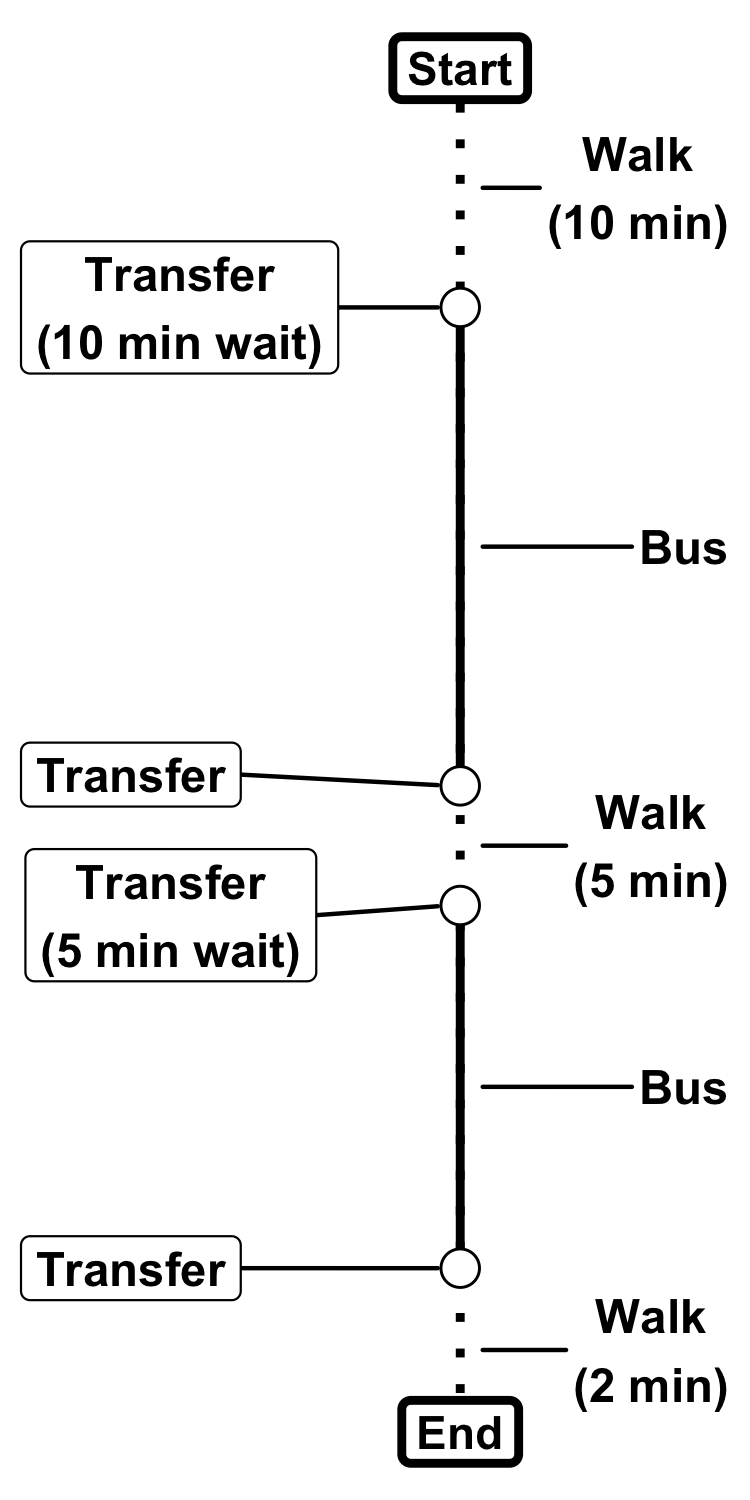 Start
Walk
(10 min)
Transfer
(10 min wait)
Bus
Transfer
Walk
(5 min)
Transfer
(5 min wait)
Bus
Transfer
Walk
(2 min)
End